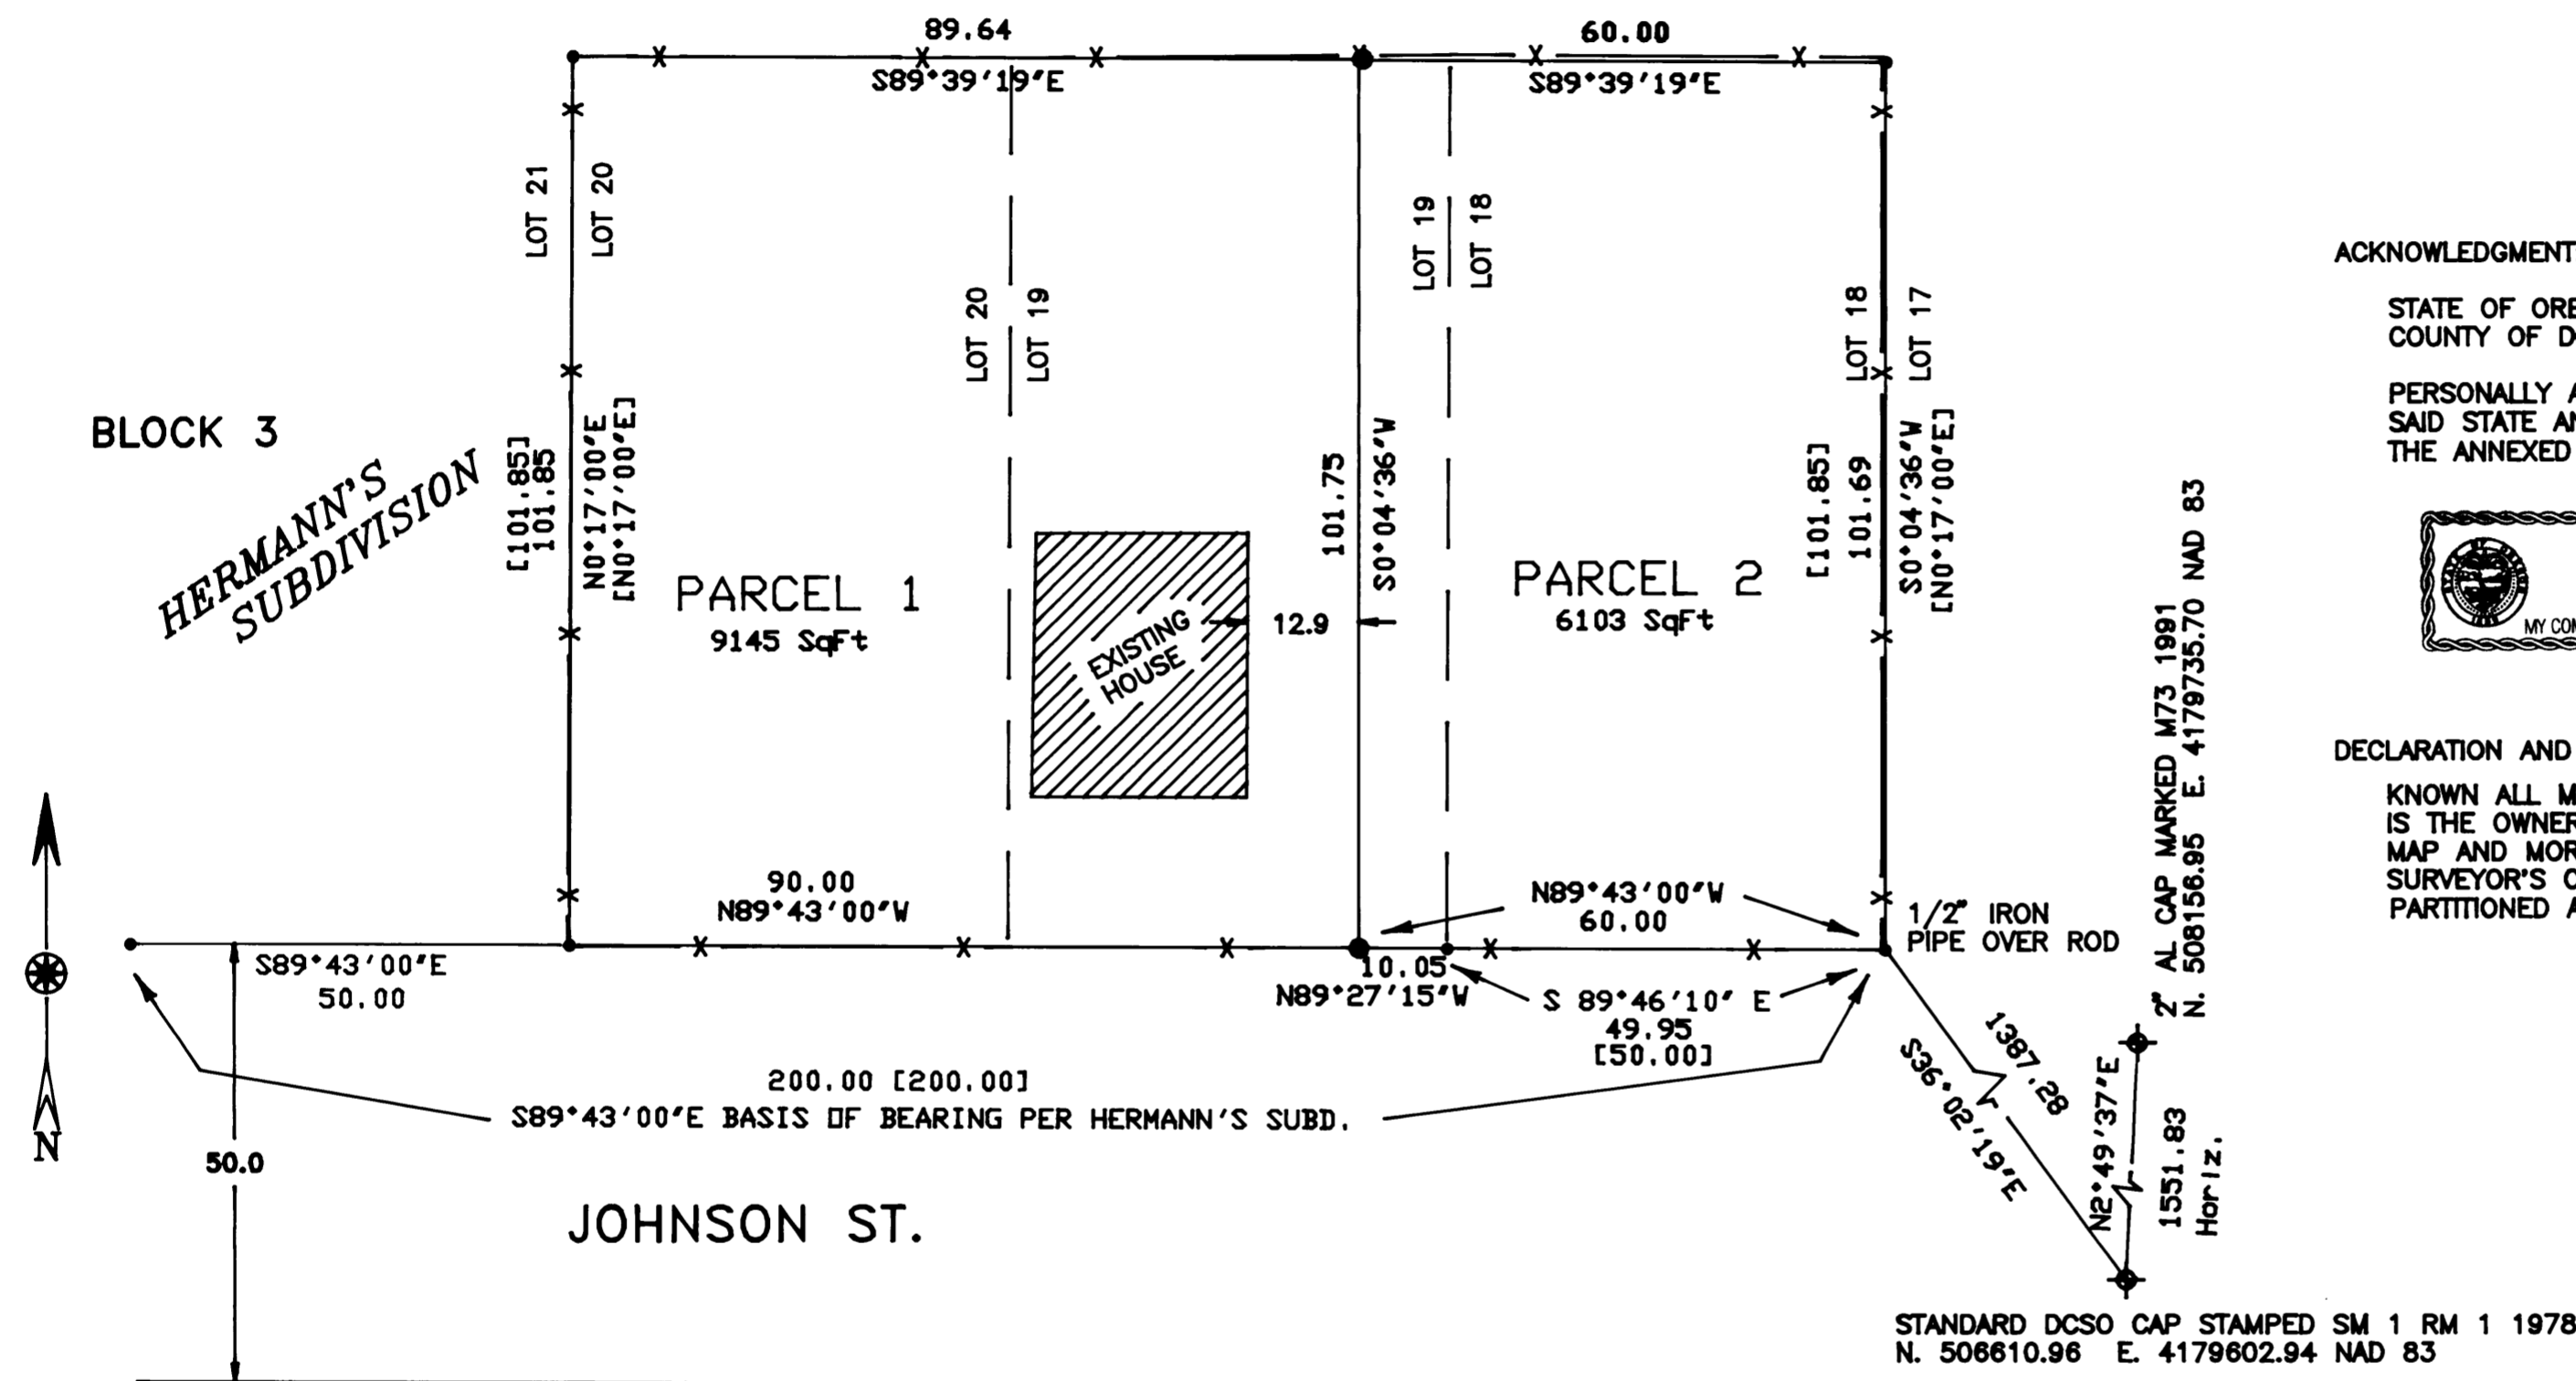 89.64
S89°39'19"E
60.00
S89°39'19"E
LOT 21
LOT 20
LOT 20
LOT 19
LOT 19
LOT 18
LOT 18
LOT 17
BLOCK 3
HERMANN'S
SUBDIVISION
[101.85]
101.85
N0°17'00"E
[N0°17'00"E]
PARCEL 1
9145 SqFt
EXISTING
HOUSE
12.9
101.75
S0°04'36"W
PARCEL 2
6103 SqFt
[101.85]
101.69
S0°04'36"W
[N0°17'00"E]
90.00
N89°43'00"W
N89°43'00"W
60.00
1/2" IRON
PIPE OVER ROD
S89°43'00"E
50.00
10.05
N89°27'15"W
S 89°46'10" E
49.95
[50.00]
200.00 [200.00]
S89°43'00"E BASIS OF BEARING PER HERMANN'S SUBD.
50.0
N
JOHNSON ST.
1387.28
S36°02'19"E
N2°49'37"E
1551.83
Horiz.
2" AL CAP MARKED M73 1991
N. 508156.95 E. 4179735.70 NAD 83
STANDARD DCSO CAP STAMPED SM 1 RM 1 1978
N. 506610.96 E. 4179602.94 NAD 83
ACKNOWLEDGMENT
STATE OF ORE
COUNTY OF D
PERSONALLY A
SAID STATE AN
THE ANNEXED
MY COM
DECLARATION AND
KNOWN ALL M
IS THE OWNER
MAP AND MOR
SURVEYOR'S C
PARTITIONED A